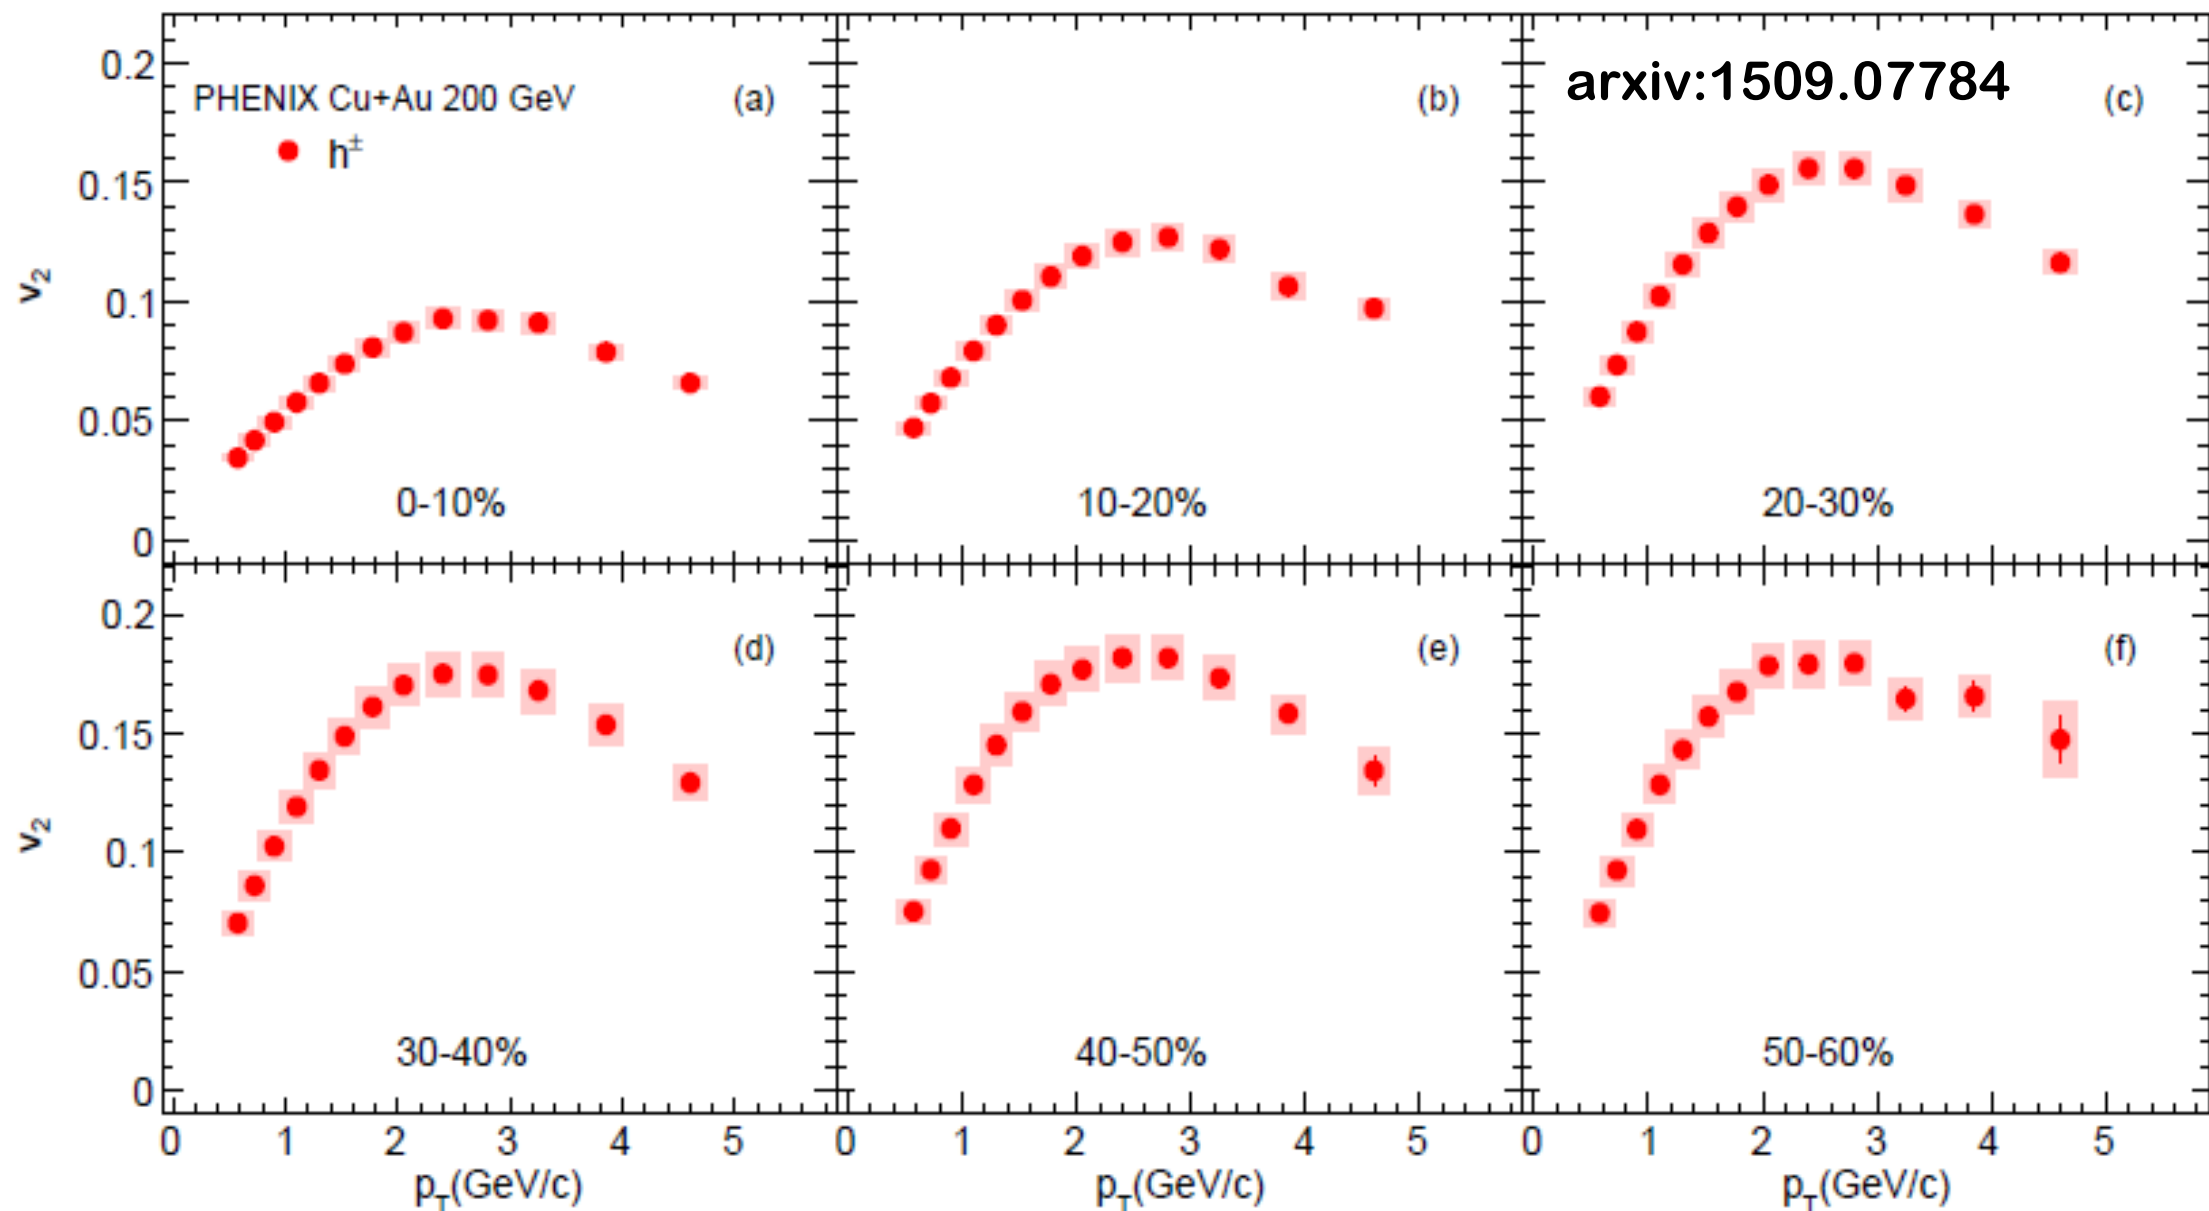 0.2
PHENIX Cu+Au 200 GeV
(a)
(b)
arxiv:1509.07784
(c)
h±
0.15
v2
0.1
0.05
0-10%
10-20%
20-30%
0
0.2
(d)
(e)
(f)
0.15
v2
0.1
0.05
30-40%
40-50%
50-60%
0
0 1 2 3 4 5 0 1 2 3 4 5 0 1 2 3 4 5
pT(GeV/c) pT(GeV/c) pT(GeV/c)